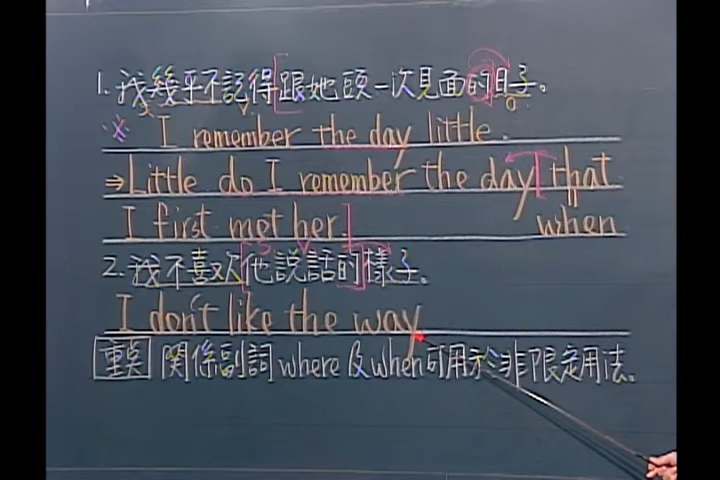 1. 我幾乎不記得跟她頭一次見面的日子。
※ I remember the day little.
⇒ Little do I remember the day that
I first met her. when
2. 我不喜歡他說話的樣子。
S V
I don't like the way
重點 關係副詞 where 及 when 可用於非限定用法。